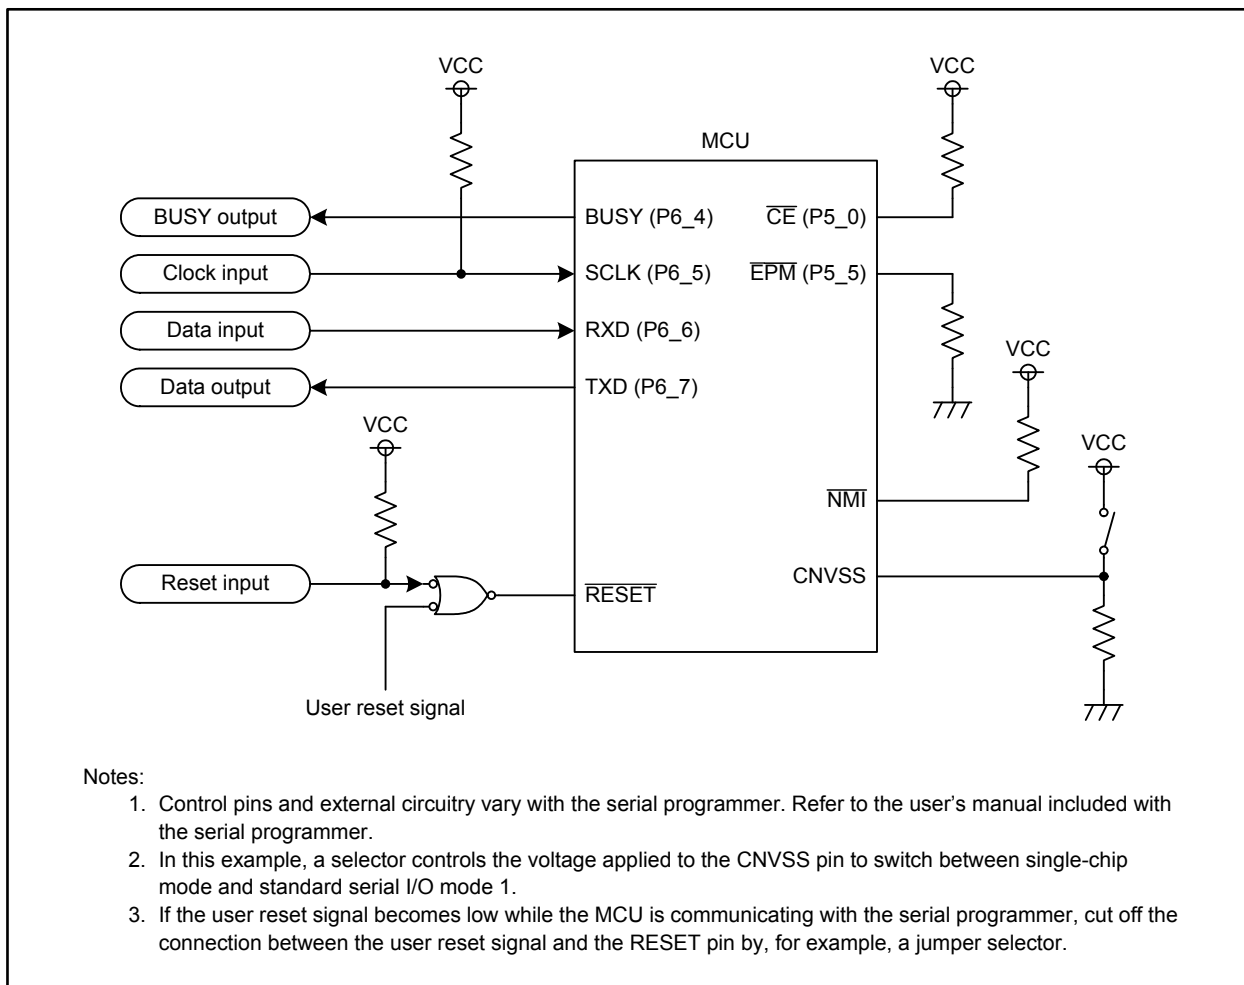 VCC
VCC
MCU
BUSY output
BUSY (P6_4)
CE (P5_0)
Clock input
SCLK (P6_5)
EPM (P5_5)
Data input
RXD (P6_6)
VCC
Data output
TXD (P6_7)
VCC
VCC
NMI
Reset input
CNVSS
RESET
User reset signal
Notes:
1. Control pins and external circuitry vary with the serial programmer. Refer to the user's manual included with
the serial programmer.
2. In this example, a selector controls the voltage applied to the CNVSS pin to switch between single-chip
mode and standard serial I/O mode 1.
3. If the user reset signal becomes low while the MCU is communicating with the serial programmer, cut off the
connection between the user reset signal and the RESET pin by, for example, a jumper selector.